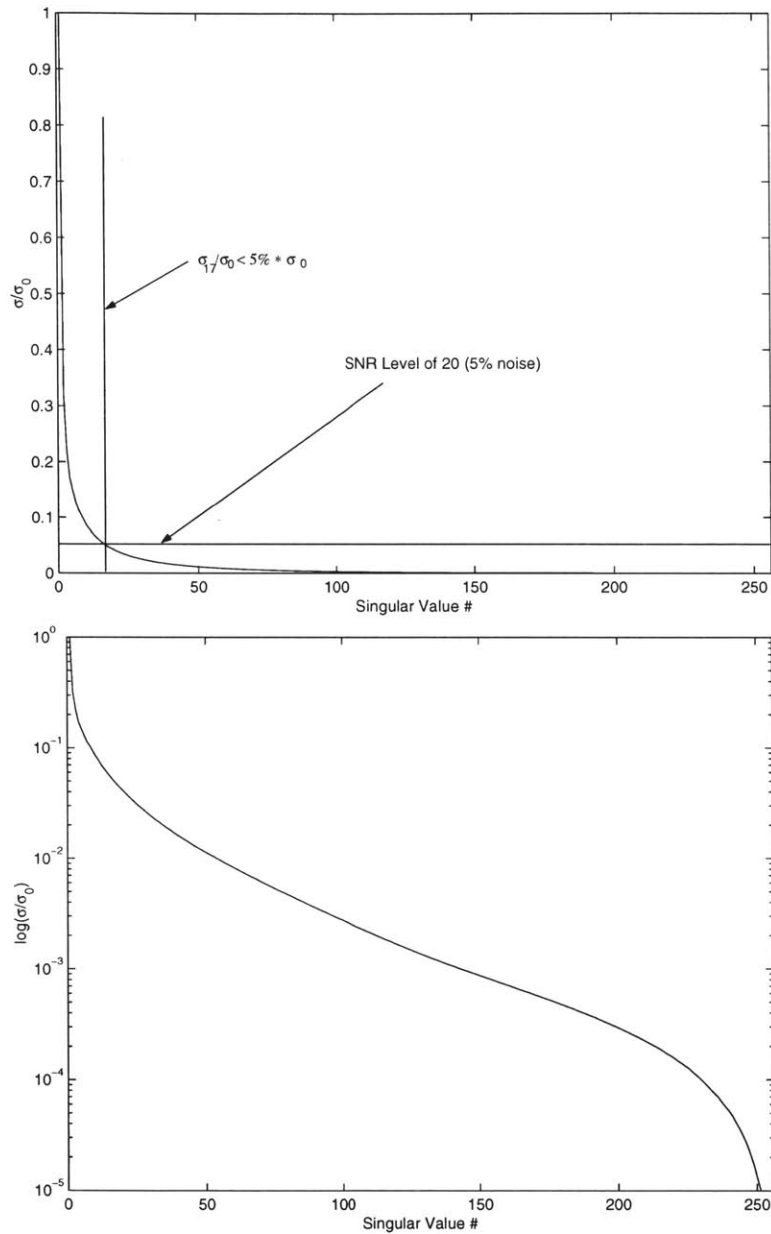 1
0.9
0.8
0.7
0.6
0.5
0.4
0.3
0.2
0.1
0
σ/σ₀
σ₁₇/σ₀ < 5% * σ ₀
SNR Level of 20 (5% noise)
0 50 100 150 200 250
Singular Value #
10⁰
10⁻¹
10⁻²
10⁻³
10⁻⁴
10⁻⁵
log(σ/σ₀)
0 50 100 150 200 250
Singular Value #